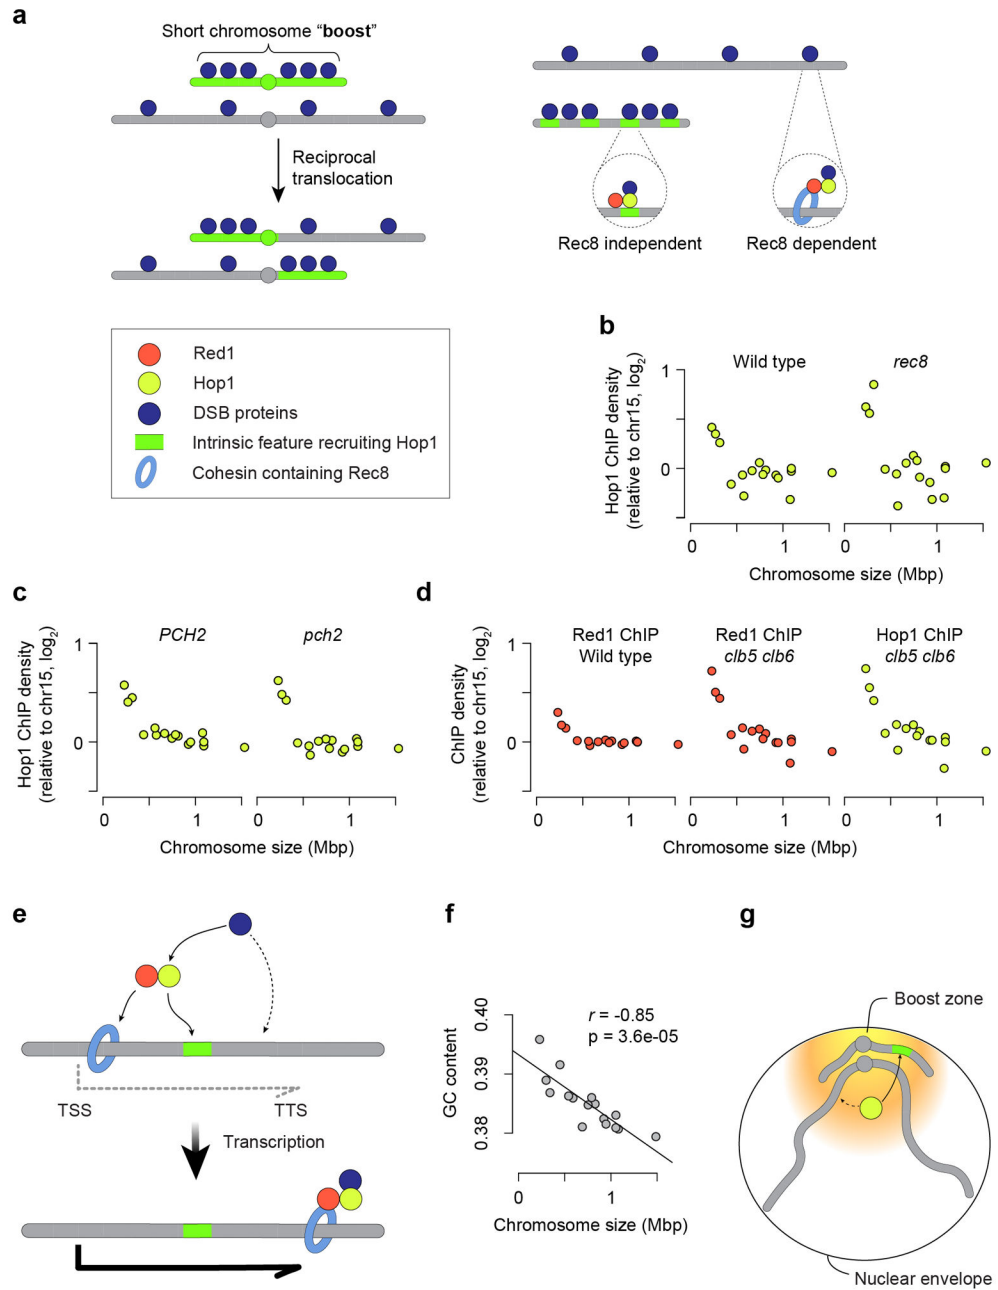 a
Short chromosome “boost”
Reciprocal
translocation
Rec8 independent
Rec8 dependent
Red1
Hop1
DSB proteins
Intrinsic feature recruiting Hop1
Cohesin containing Rec8
b
Hop1 ChIP density
(relative to chr15, log2)
Wild type
rec8
1
0
0
1
0
1
Chromosome size (Mbp)
c
Hop1 ChIP density
(relative to chr15, log2)
PCH2
pch2
1
0
0
1
0
1
Chromosome size (Mbp)
d
ChIP density
(relative to chr15, log2)
Red1 ChIP
Wild type
Red1 ChIP
clb5 clb6
Hop1 ChIP
clb5 clb6
1
0
0
1
0
1
0
1
Chromosome size (Mbp)
e
TSS
TTS
Transcription
f
GC content
0.40
0.39
0.38
r = -0.85
p = 3.6e-05
0
1
Chromosome size (Mbp)
g
Boost zone
Nuclear envelope